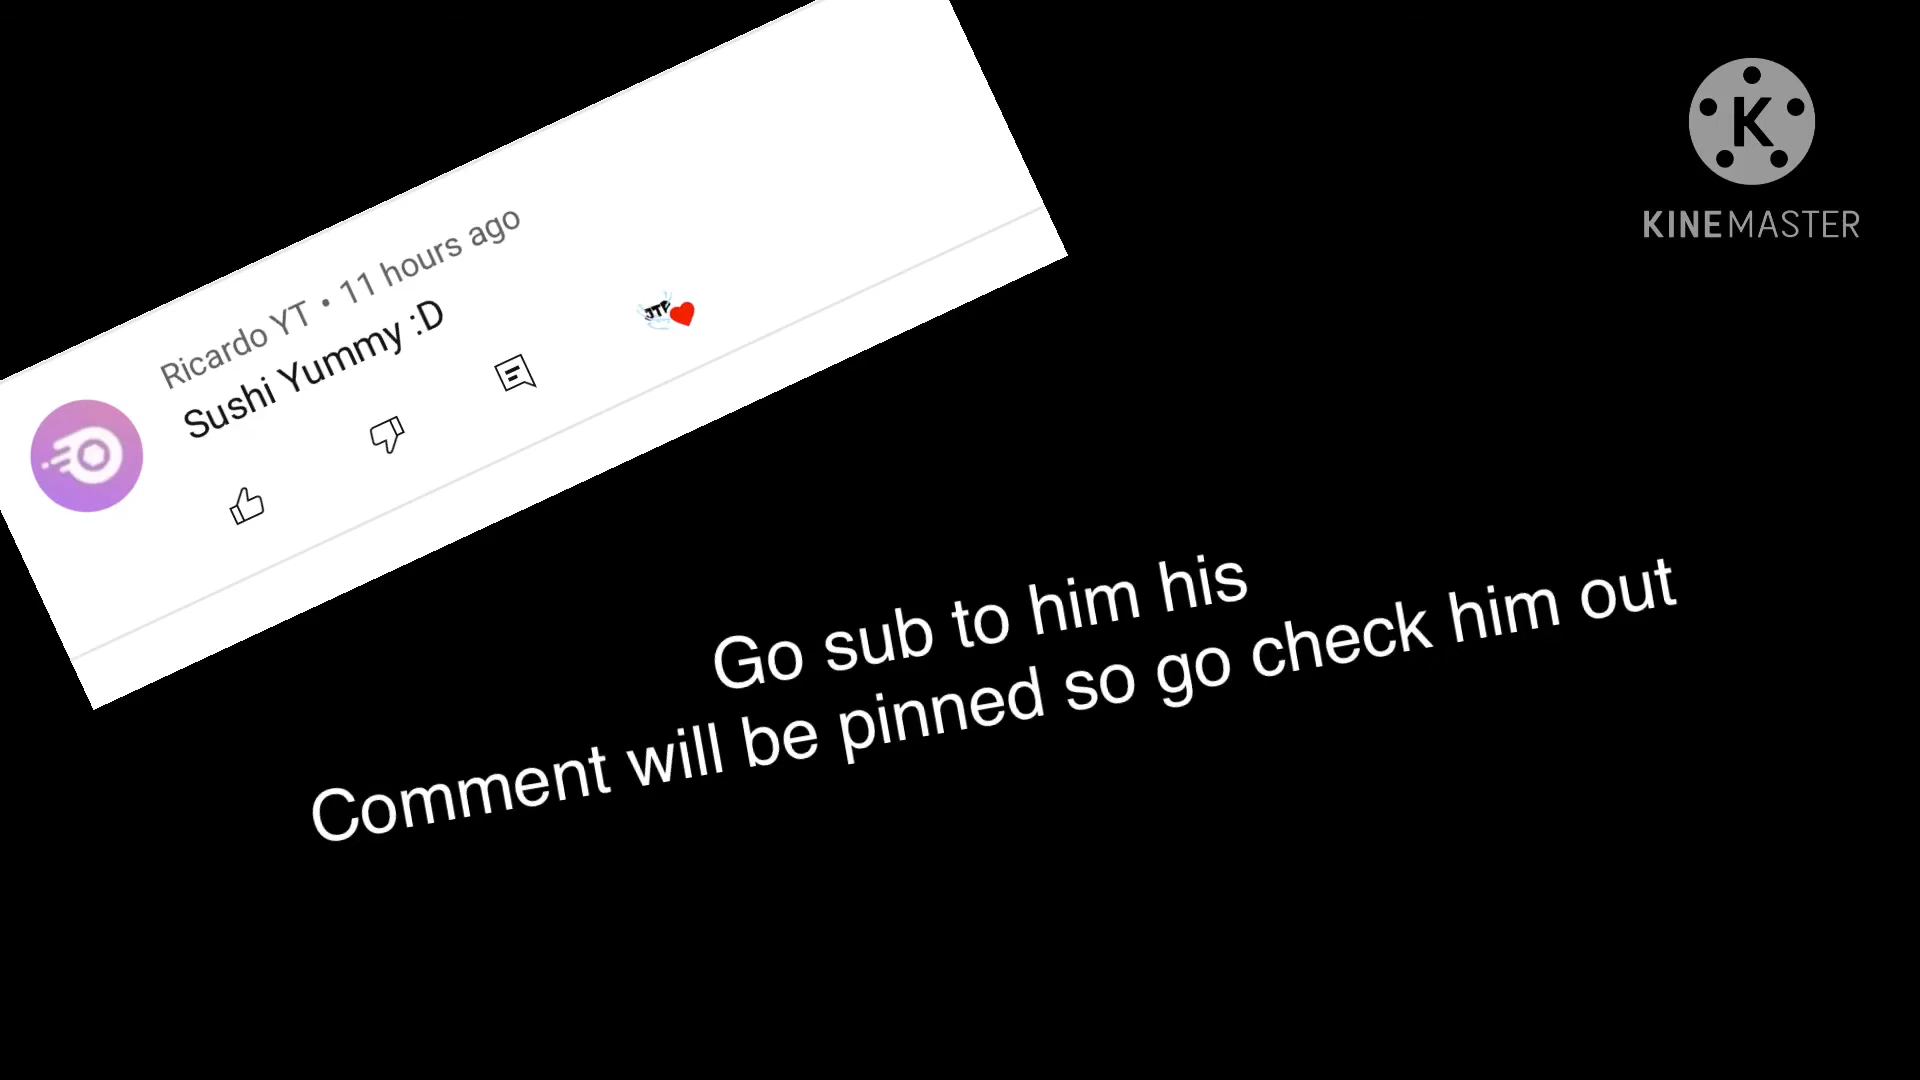 Ricardo YT • 11 hours ago
Sushi Yummy :D
JTP
K
KINEMASTER
Go sub to him his
Comment will be pinned so go check him out